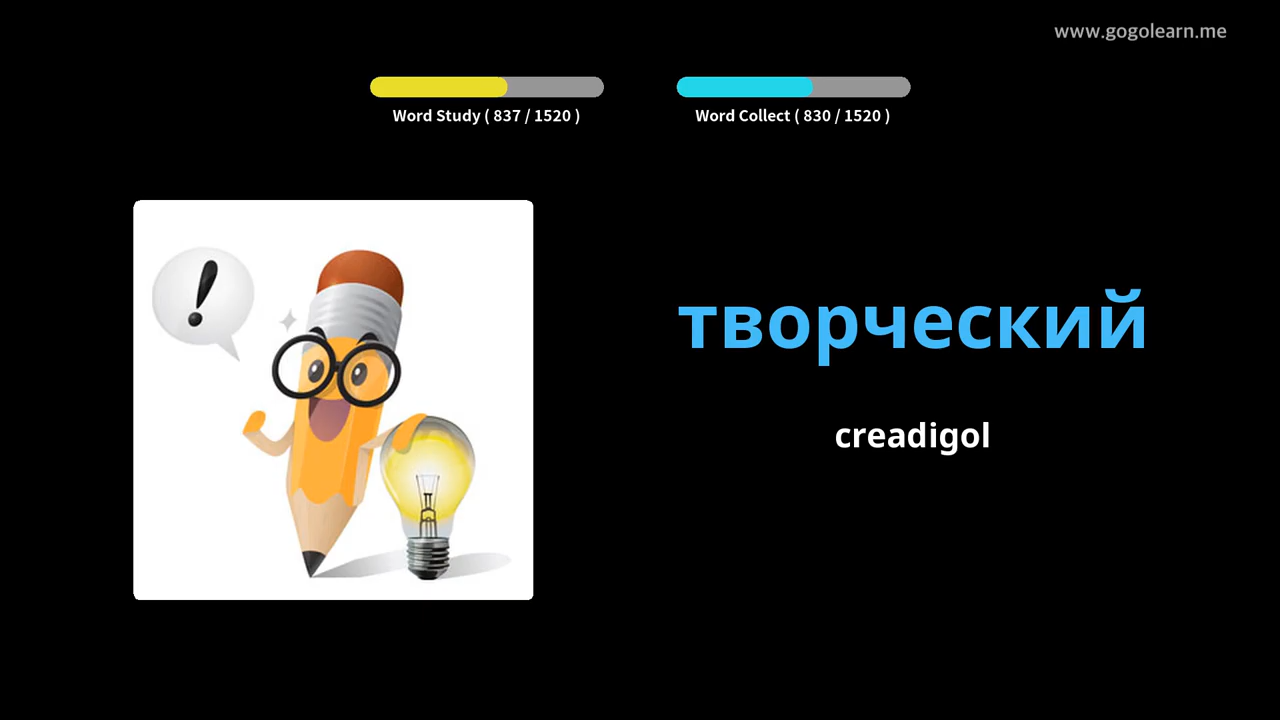 www.gogolearn.me
Word Study ( 837 / 1520 )
Word Collect ( 830 / 1520 )
!
творческий
creadigol